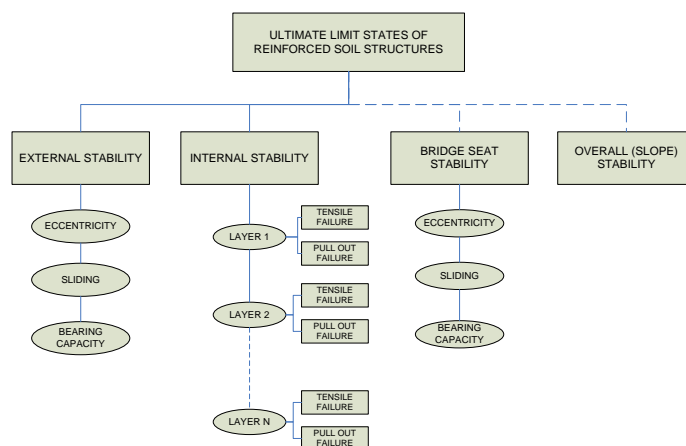 ULTIMATE LIMIT STATES OF
REINFORCED SOIL STRUCTURES
EXTERNAL STABILITY
INTERNAL STABILITY
BRIDGE SEAT
STABILITY
OVERALL (SLOPE)
STABILITY
ECCENTRICITY
SLIDING
BEARING
CAPACITY
LAYER 1
TENSILE
FAILURE
PULL OUT
FAILURE
LAYER 2
TENSILE
FAILURE
PULL OUT
FAILURE
LAYER N
TENSILE
FAILURE
PULL OUT
FAILURE
ECCENTRICITY
SLIDING
BEARING
CAPACITY